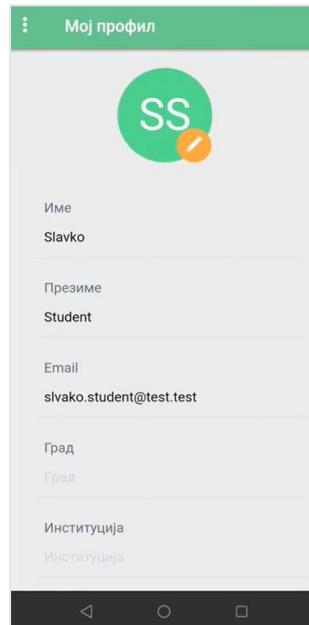 Мој профил
SS
Име
Slavko
Презиме
Student
Email
slvako.student@test.test
Град
Град
Институција
Институција